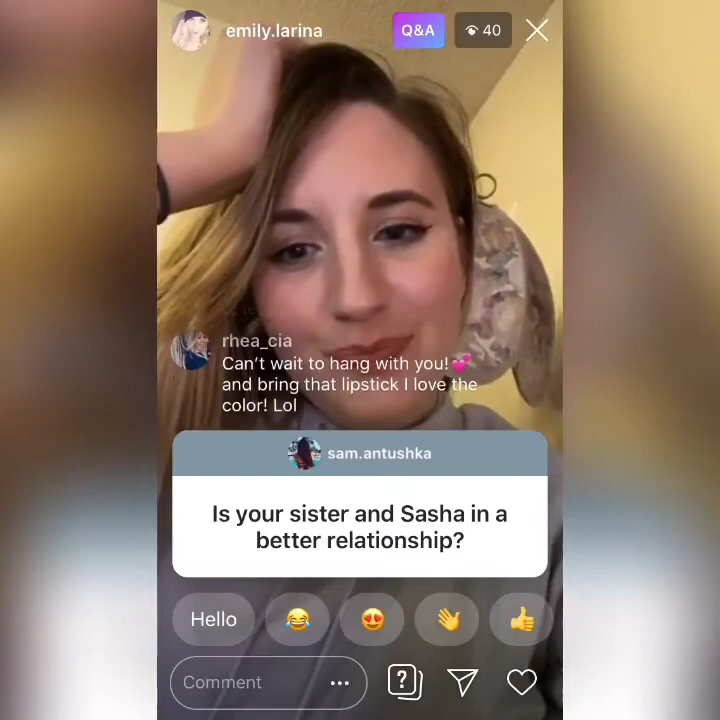 emily.larina Q&A 40
rhea_cia
Can't wait to hang with you!💕
and bring that lipstick I love the
color! Lol
sam.antushka
Is your sister and Sasha in a
better relationship?
Hello 😂 😍 👋 👍
Comment ...